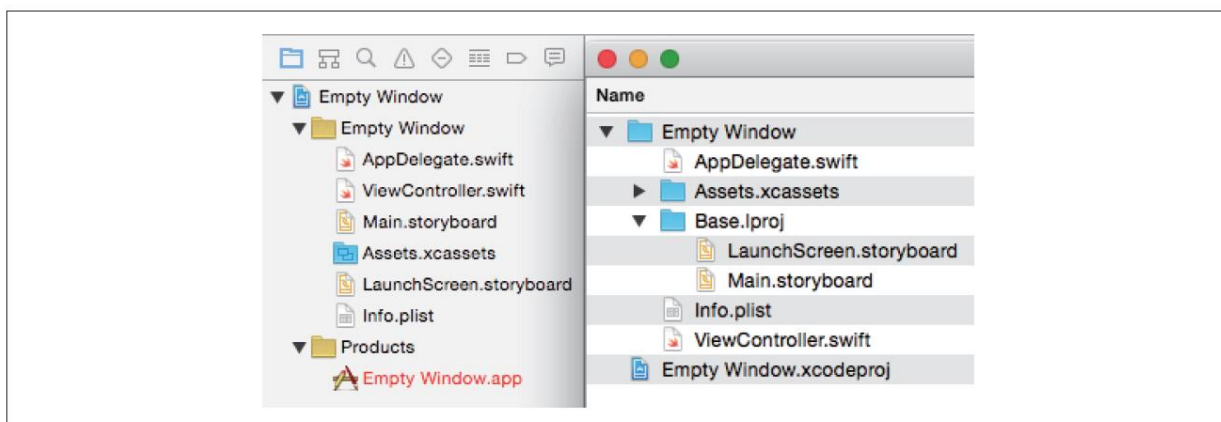 Empty Window
Empty Window
AppDelegate.swift
ViewController.swift
Main.storyboard
Assets.xcassets
LaunchScreen.storyboard
Info.plist
Products
Empty Window.app
Name
Empty Window
AppDelegate.swift
Assets.xcassets
Base.lproj
LaunchScreen.storyboard
Main.storyboard
Info.plist
ViewController.swift
Empty Window.xcodeproj